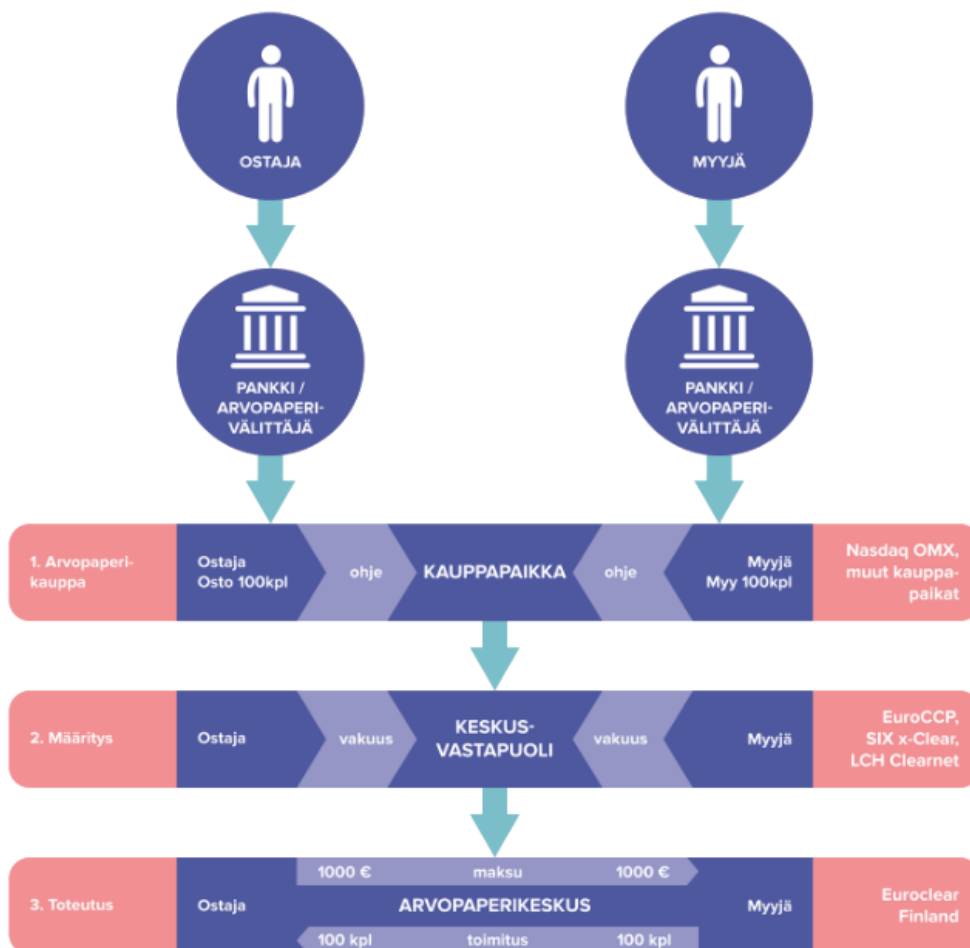 OSTAJA
MYYJÄ
PANKKI /
ARVOPAPERI-
VÄLITTÄJÄ
PANKKI /
ARVOPAPERI-
VÄLITTÄJÄ
1. Arvopaperi-
kauppa
Ostaja
Osto 100kpl
ohje
KAUPPAPAIKKA
ohje
Myyjä
Myy 100kpl
Nasdaq OMX,
muut kauppa-
paikat
2. Määritys
Ostaja
vakuus
KESKUS-
VASTAPUOLI
vakuus
Myyjä
EuroCCP,
SIX x-Clear,
LCH Clearnet
3. Toteutus
Ostaja
1000 €
maksu
1000 €
ARVOPAPERIKESKUS
100 kpl
toimitus
100 kpl
Myyjä
Euroclear
Finland